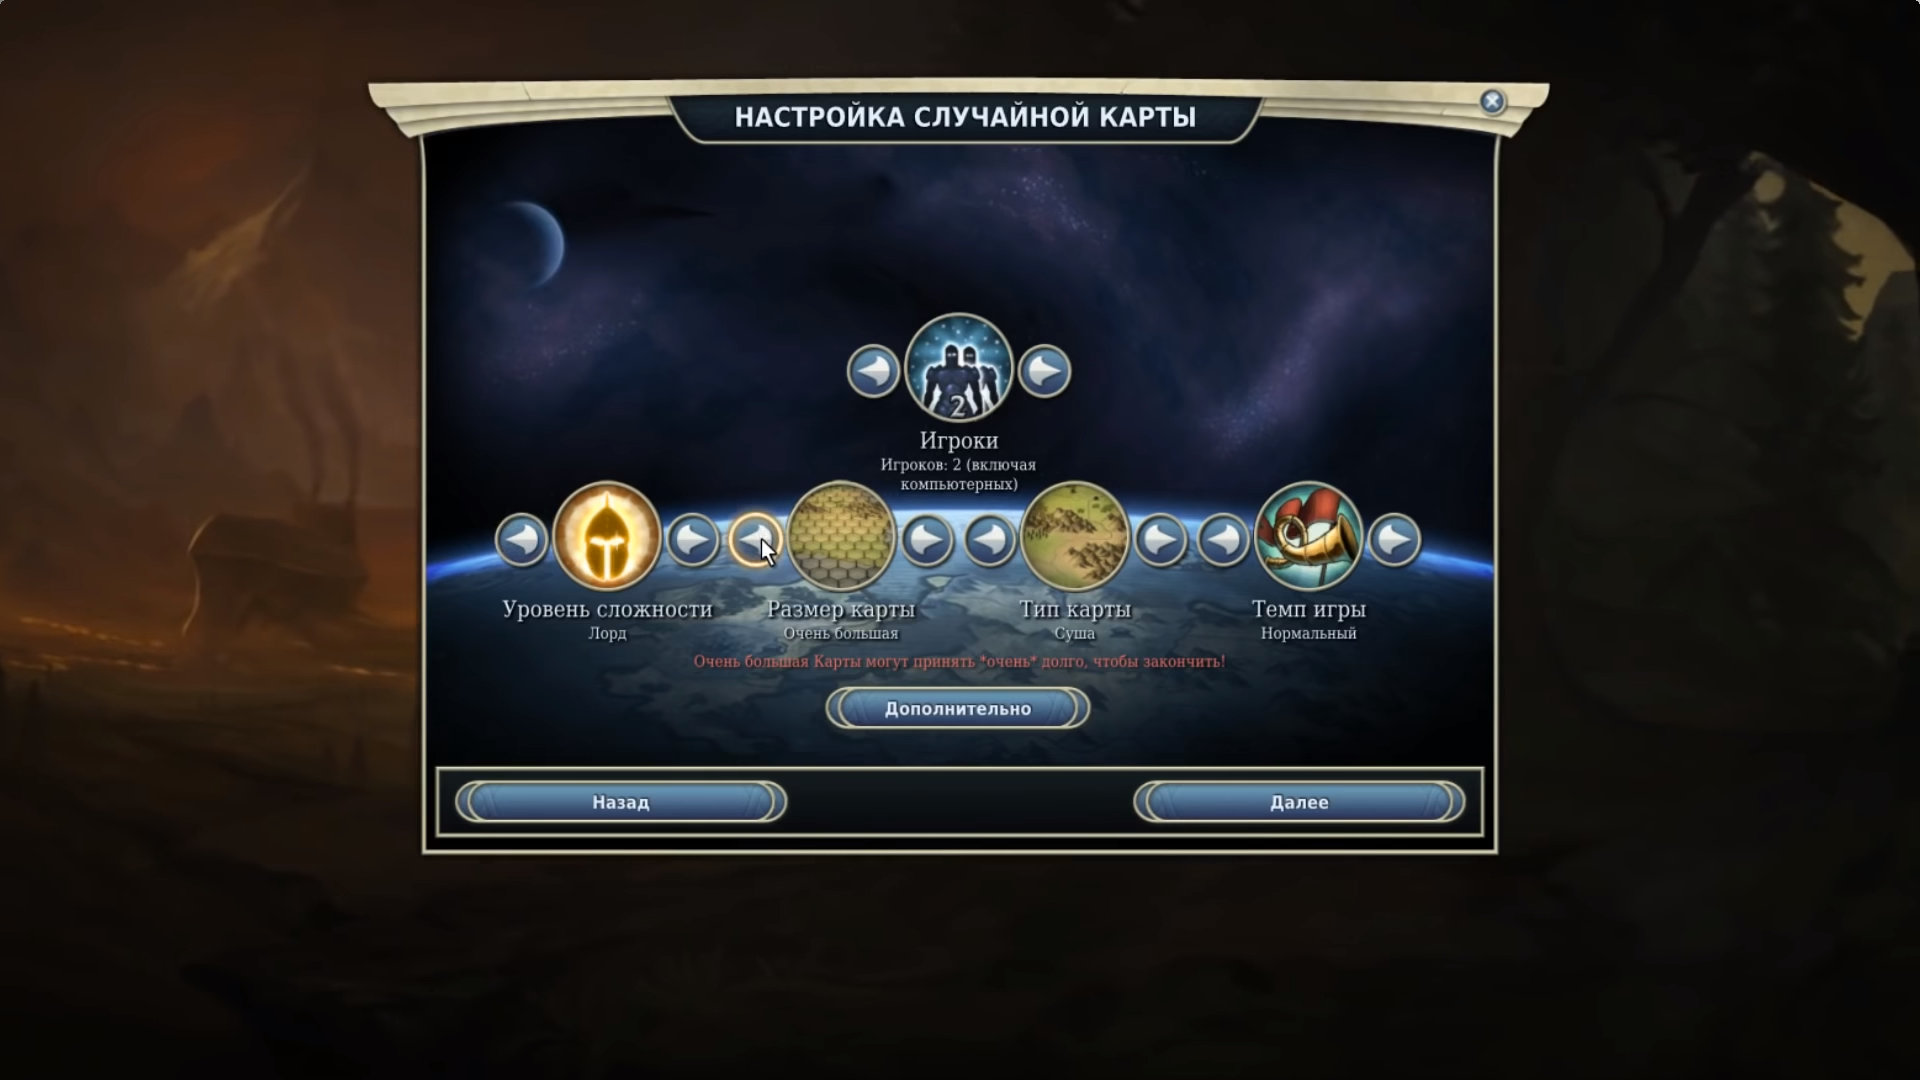 НАСТРОЙКА СЛУЧАЙНОЙ КАРТЫ
2
Игроки
Игроков: 2 (включая
компьютерных)
Уровень сложности
Лорд
Размер карты
Очень большая
Тип карты
Суша
Темп игры
Нормальный
Очень большая Карты могут принять *очень* долго, чтобы закончить!
Дополнительно
Назад
Далее